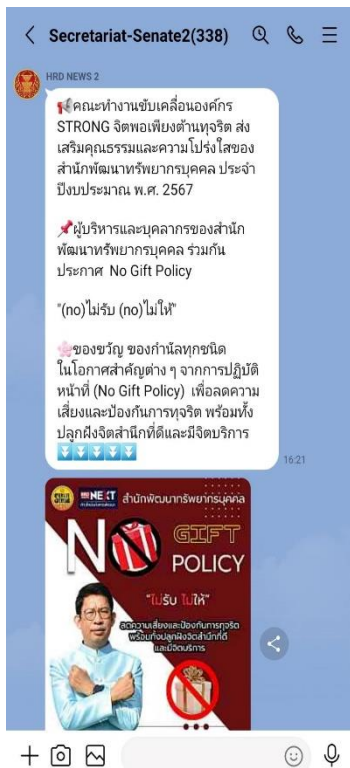 Secretariat-Senate2(338)
HRD NEWS 2
คณะทำงานขับเคลื่อนองค์กร
STRONG จิตพอเพียงต้านทุจริต ส่ง
เสริมคุณธรรมและความโปร่งใสของ
สำนักพัฒนาทรัพยากรบุคคล ประจำ
ปีงบประมาณ พ.ศ. 2567
📌ผู้บริหารและบุคลากรของสำนัก
พัฒนาทรัพยากรบุคคล ร่วมกัน
ประกาศ No Gift Policy
"(no)ไม่รับ (no)ไม่ให้"
🌸ของขวัญ ของกำนัลทุกชนิด
ในโอกาสสำคัญต่าง ๆ จากการปฏิบัติ
หน้าที่ (No Gift Policy) เพื่อลดความ
เสี่ยงและป้องกันการทุจริต พร้อมทั้ง
ปลูกฝังจิตสำนึกที่ดีและมีจิตบริการ
⏬⏬⏬⏬⏬
16:21
NEXT สำนักพัฒนาทรัพยากรบุคคล
NO GIFT
POLICY
"ไม่รับ ไม่ให้"
ลดความเสี่ยงและป้องกันการทุจริต
พร้อมทั้งปลูกฝังจิตสำนึกที่ดี
และมีจิตบริการ